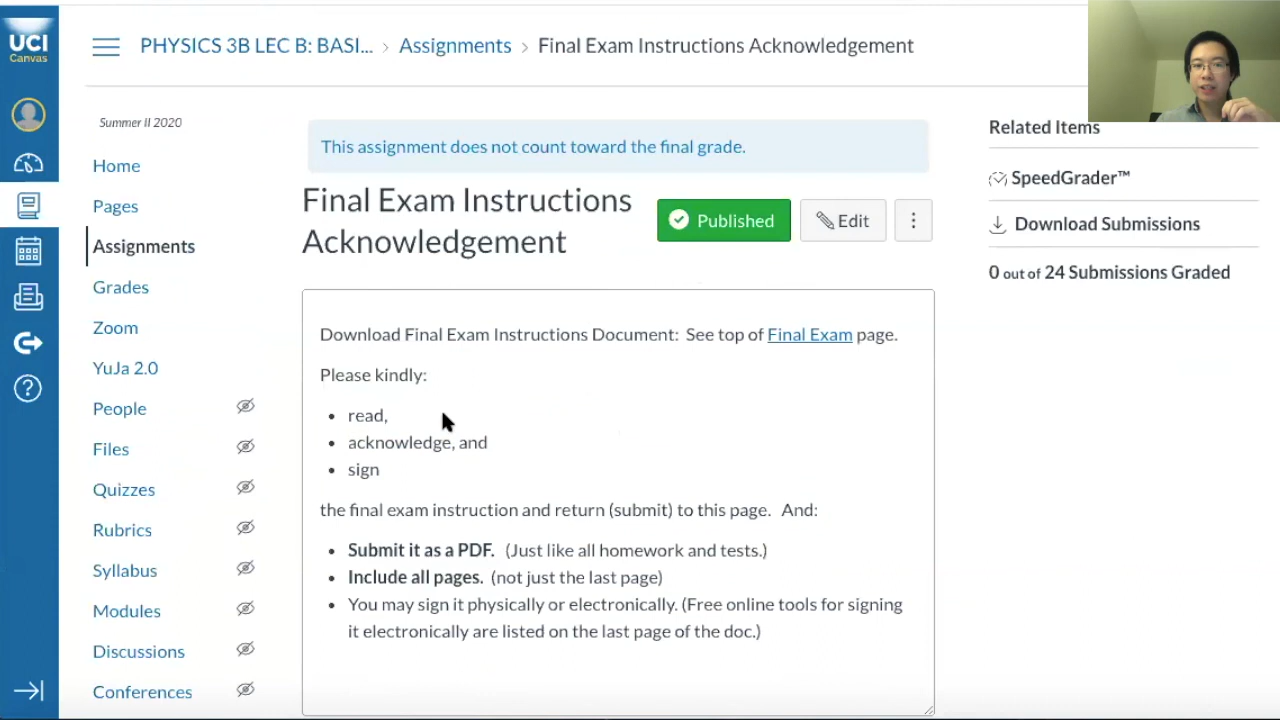 UCI
Canvas
PHYSICS 3B LEC B: BASI... › Assignments › Final Exam Instructions Acknowledgement
Summer II 2020
Home
Pages
Assignments
Grades
Zoom
YuJa 2.0
People
Files
Quizzes
Rubrics
Syllabus
Modules
Discussions
Conferences
This assignment does not count toward the final grade.
Final Exam Instructions
Acknowledgement
Published
Edit
Download Final Exam Instructions Document: See top of Final Exam page.
Please kindly:
• read,
• acknowledge, and
• sign
the final exam instruction and return (submit) to this page. And:
• Submit it as a PDF. (Just like all homework and tests.)
• Include all pages. (not just the last page)
• You may sign it physically or electronically. (Free online tools for signing
it electronically are listed on the last page of the doc.)
Related Items
SpeedGrader™
Download Submissions
0 out of 24 Submissions Graded